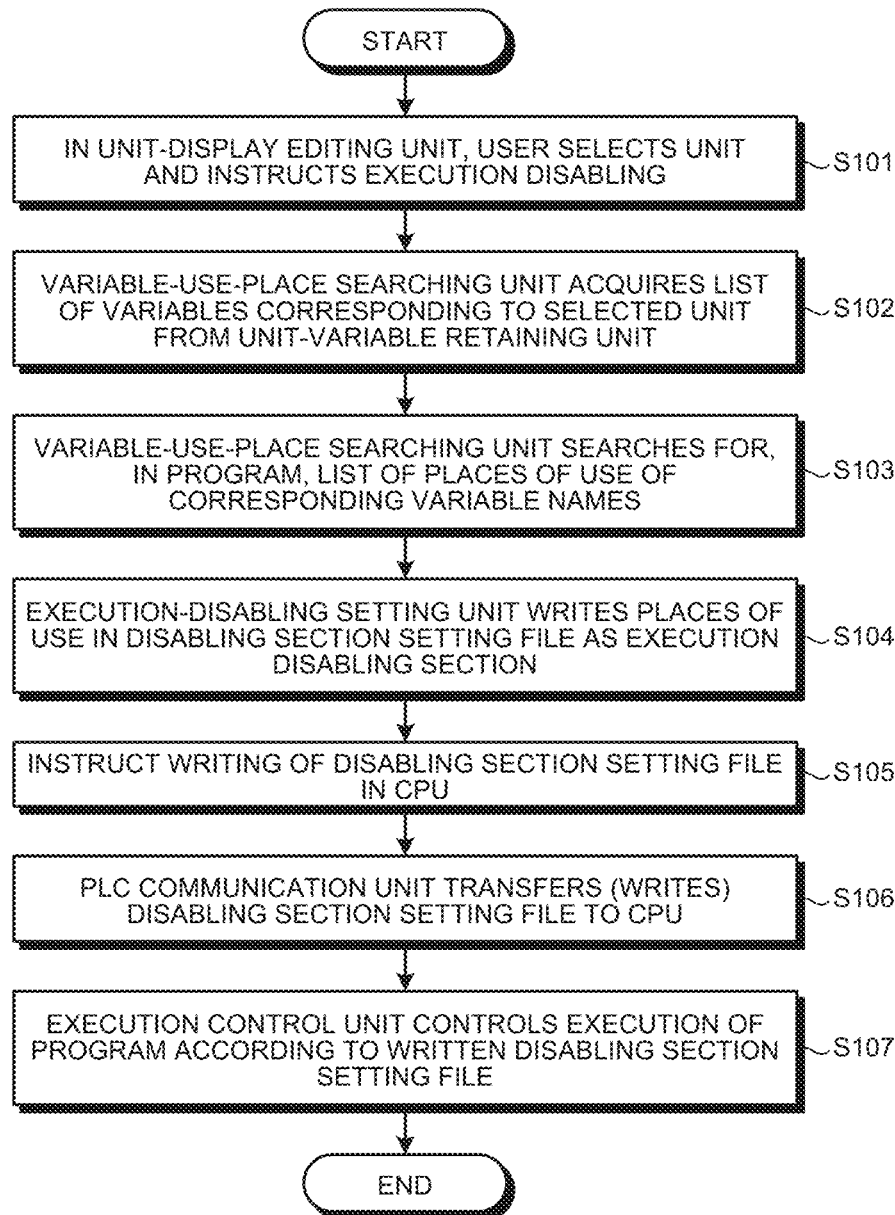 START
IN UNIT-DISPLAY EDITING UNIT, USER SELECTS UNIT
AND INSTRUCTS EXECUTION DISABLING
S101
VARIABLE-USE-PLACE SEARCHING UNIT ACQUIRES LIST
OF VARIABLES CORRESPONDING TO SELECTED UNIT
FROM UNIT-VARIABLE RETAINING UNIT
S102
VARIABLE-USE-PLACE SEARCHING UNIT SEARCHES FOR,
IN PROGRAM, LIST OF PLACES OF USE OF
CORRESPONDING VARIABLE NAMES
S103
EXECUTION-DISABLING SETTING UNIT WRITES PLACES
OF USE IN DISABLING SECTION SETTING FILE AS EXECUTION
DISABLING SECTION
S104
INSTRUCT WRITING OF DISABLING SECTION SETTING FILE
IN CPU
S105
PLC COMMUNICATION UNIT TRANSFERS (WRITES)
DISABLING SECTION SETTING FILE TO CPU
S106
EXECUTION CONTROL UNIT CONTROLS EXECUTION OF
PROGRAM ACCORDING TO WRITTEN DISABLING SECTION
SETTING FILE
S107
END